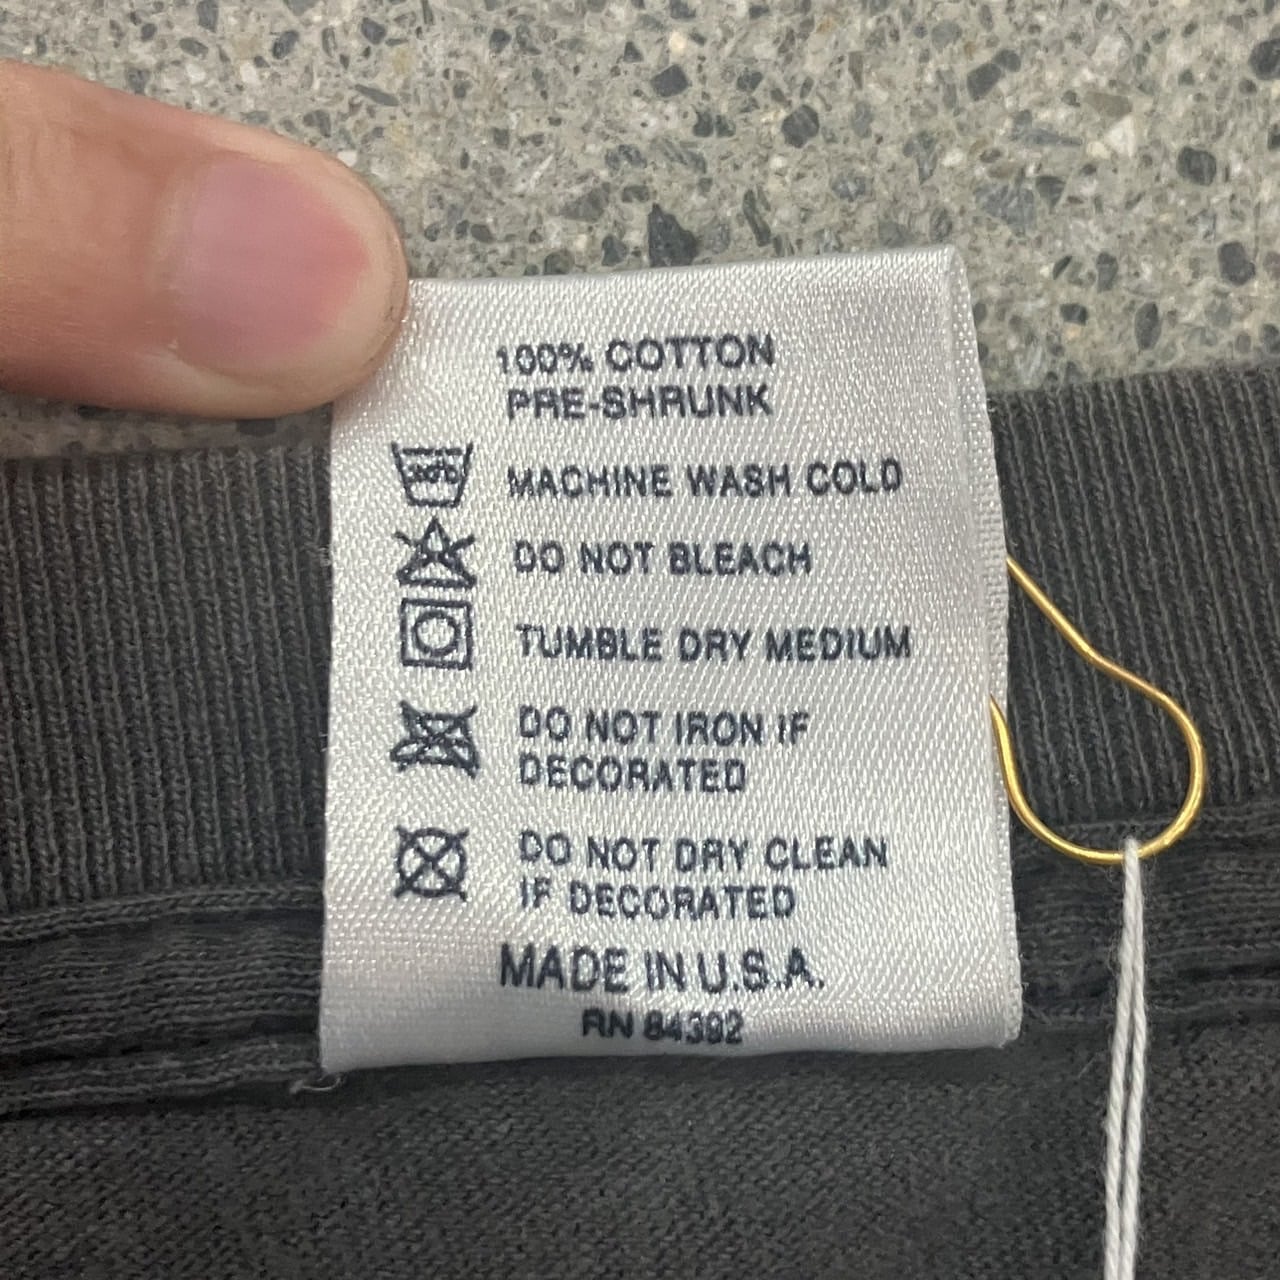 100% COTTON
PRE-SHRUNK
MACHINE WASH COLD
DO NOT BLEACH
TUMBLE DRY MEDIUM
DO NOT IRON IF
DECORATED
DO NOT DRY CLEAN
IF DECORATED
MADE IN U.S.A.
RN 84392